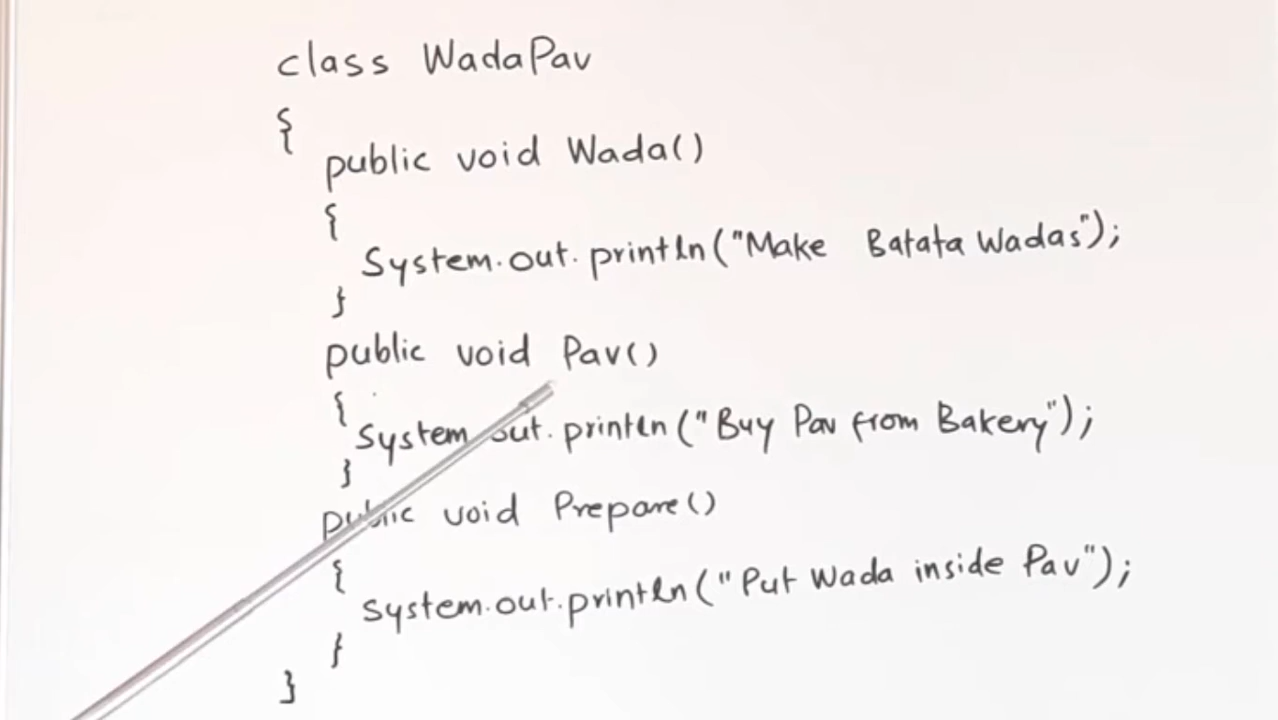 class WadaPav
{
public void Wada()
{
System.out.println("Make Batata Wadas");
}
public void Pav()
{
System out.println("Buy Pav from Bakery");
}
public void Prepare()
{
System.out.println("Put Wada inside Pav");
}
}